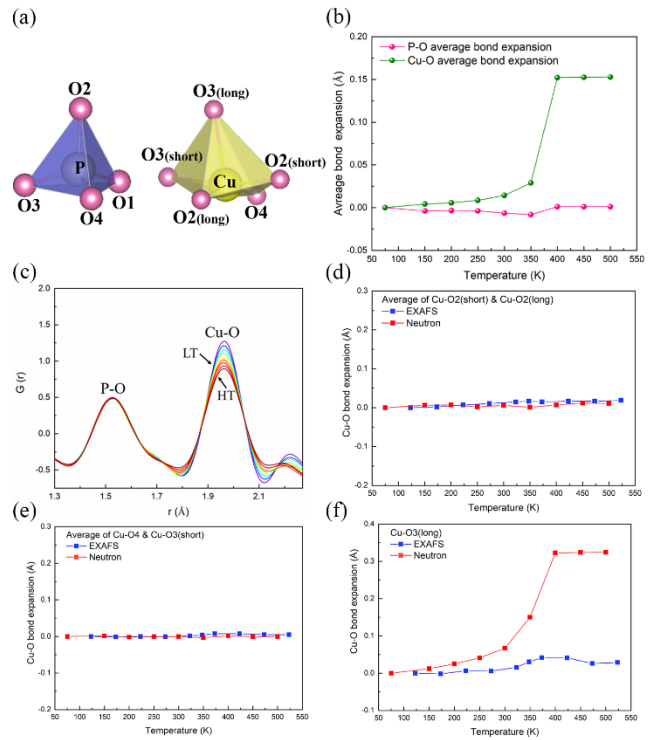 (a)
O2
P
O3
O4
O1
O3(long)
O3(short)
O2(short)
Cu
O2(long)
O4
(b)
P-O average bond expansion
Cu-O average bond expansion
Avreage bond expansion (Å)
0.20
0.15
0.10
0.05
0.00
-0.05
50 100 150 200 250 300 350 400 450 500 550
Temperature (K)
(c)
G (r)
2.0
1.5
1.0
0.5
0.0
-0.5
P-O
Cu-O
LT
HT
1.3 1.5 1.7 1.9 2.1
r (Å)
(d)
Average of Cu-O2(short) & Cu-O2(long)
EXAFS
Neutron
Cu-O bond expansion (Å)
0.3
0.2
0.1
0.0
-0.1
-0.2
50 100 150 200 250 300 350 400 450 500 550
Temperature (K)
(e)
Average of Cu-O4 & Cu-O3(short)
EXAFS
Neutron
Cu-O bond expansion (Å)
0.3
0.2
0.1
0.0
-0.1
-0.2
50 100 150 200 250 300 350 400 450 500 550
Temperature (K)
(f)
Cu-O3(long)
EXAFS
Neutron
Cu-O bond expansion (Å)
0.4
0.3
0.2
0.1
0.0
-0.1
50 100 150 200 250 300 350 400 450 500 550
Temperature (K)